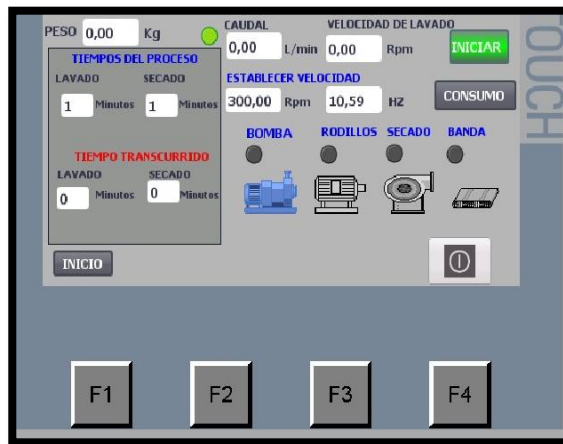 PESO 0,00 Kg
CAUDAL
0,00 L/min
VELOCIDAD DE LAVADO
0,00 Rpm
INICIAR
TIEMPOS DEL PROCESO
LAVADO SECADO
1 Minutos 1 Minutos
ESTABLECER VELOCIDAD
300,00 Rpm 10,59 HZ
CONSUMO
BOMBA RODILLOS SECADO BANDA
TIEMPO TRANSCURRIDO
LAVADO SECADO
0 Minutos 0 Minutos
INICIO
TOUCH
F1 F2 F3 F4